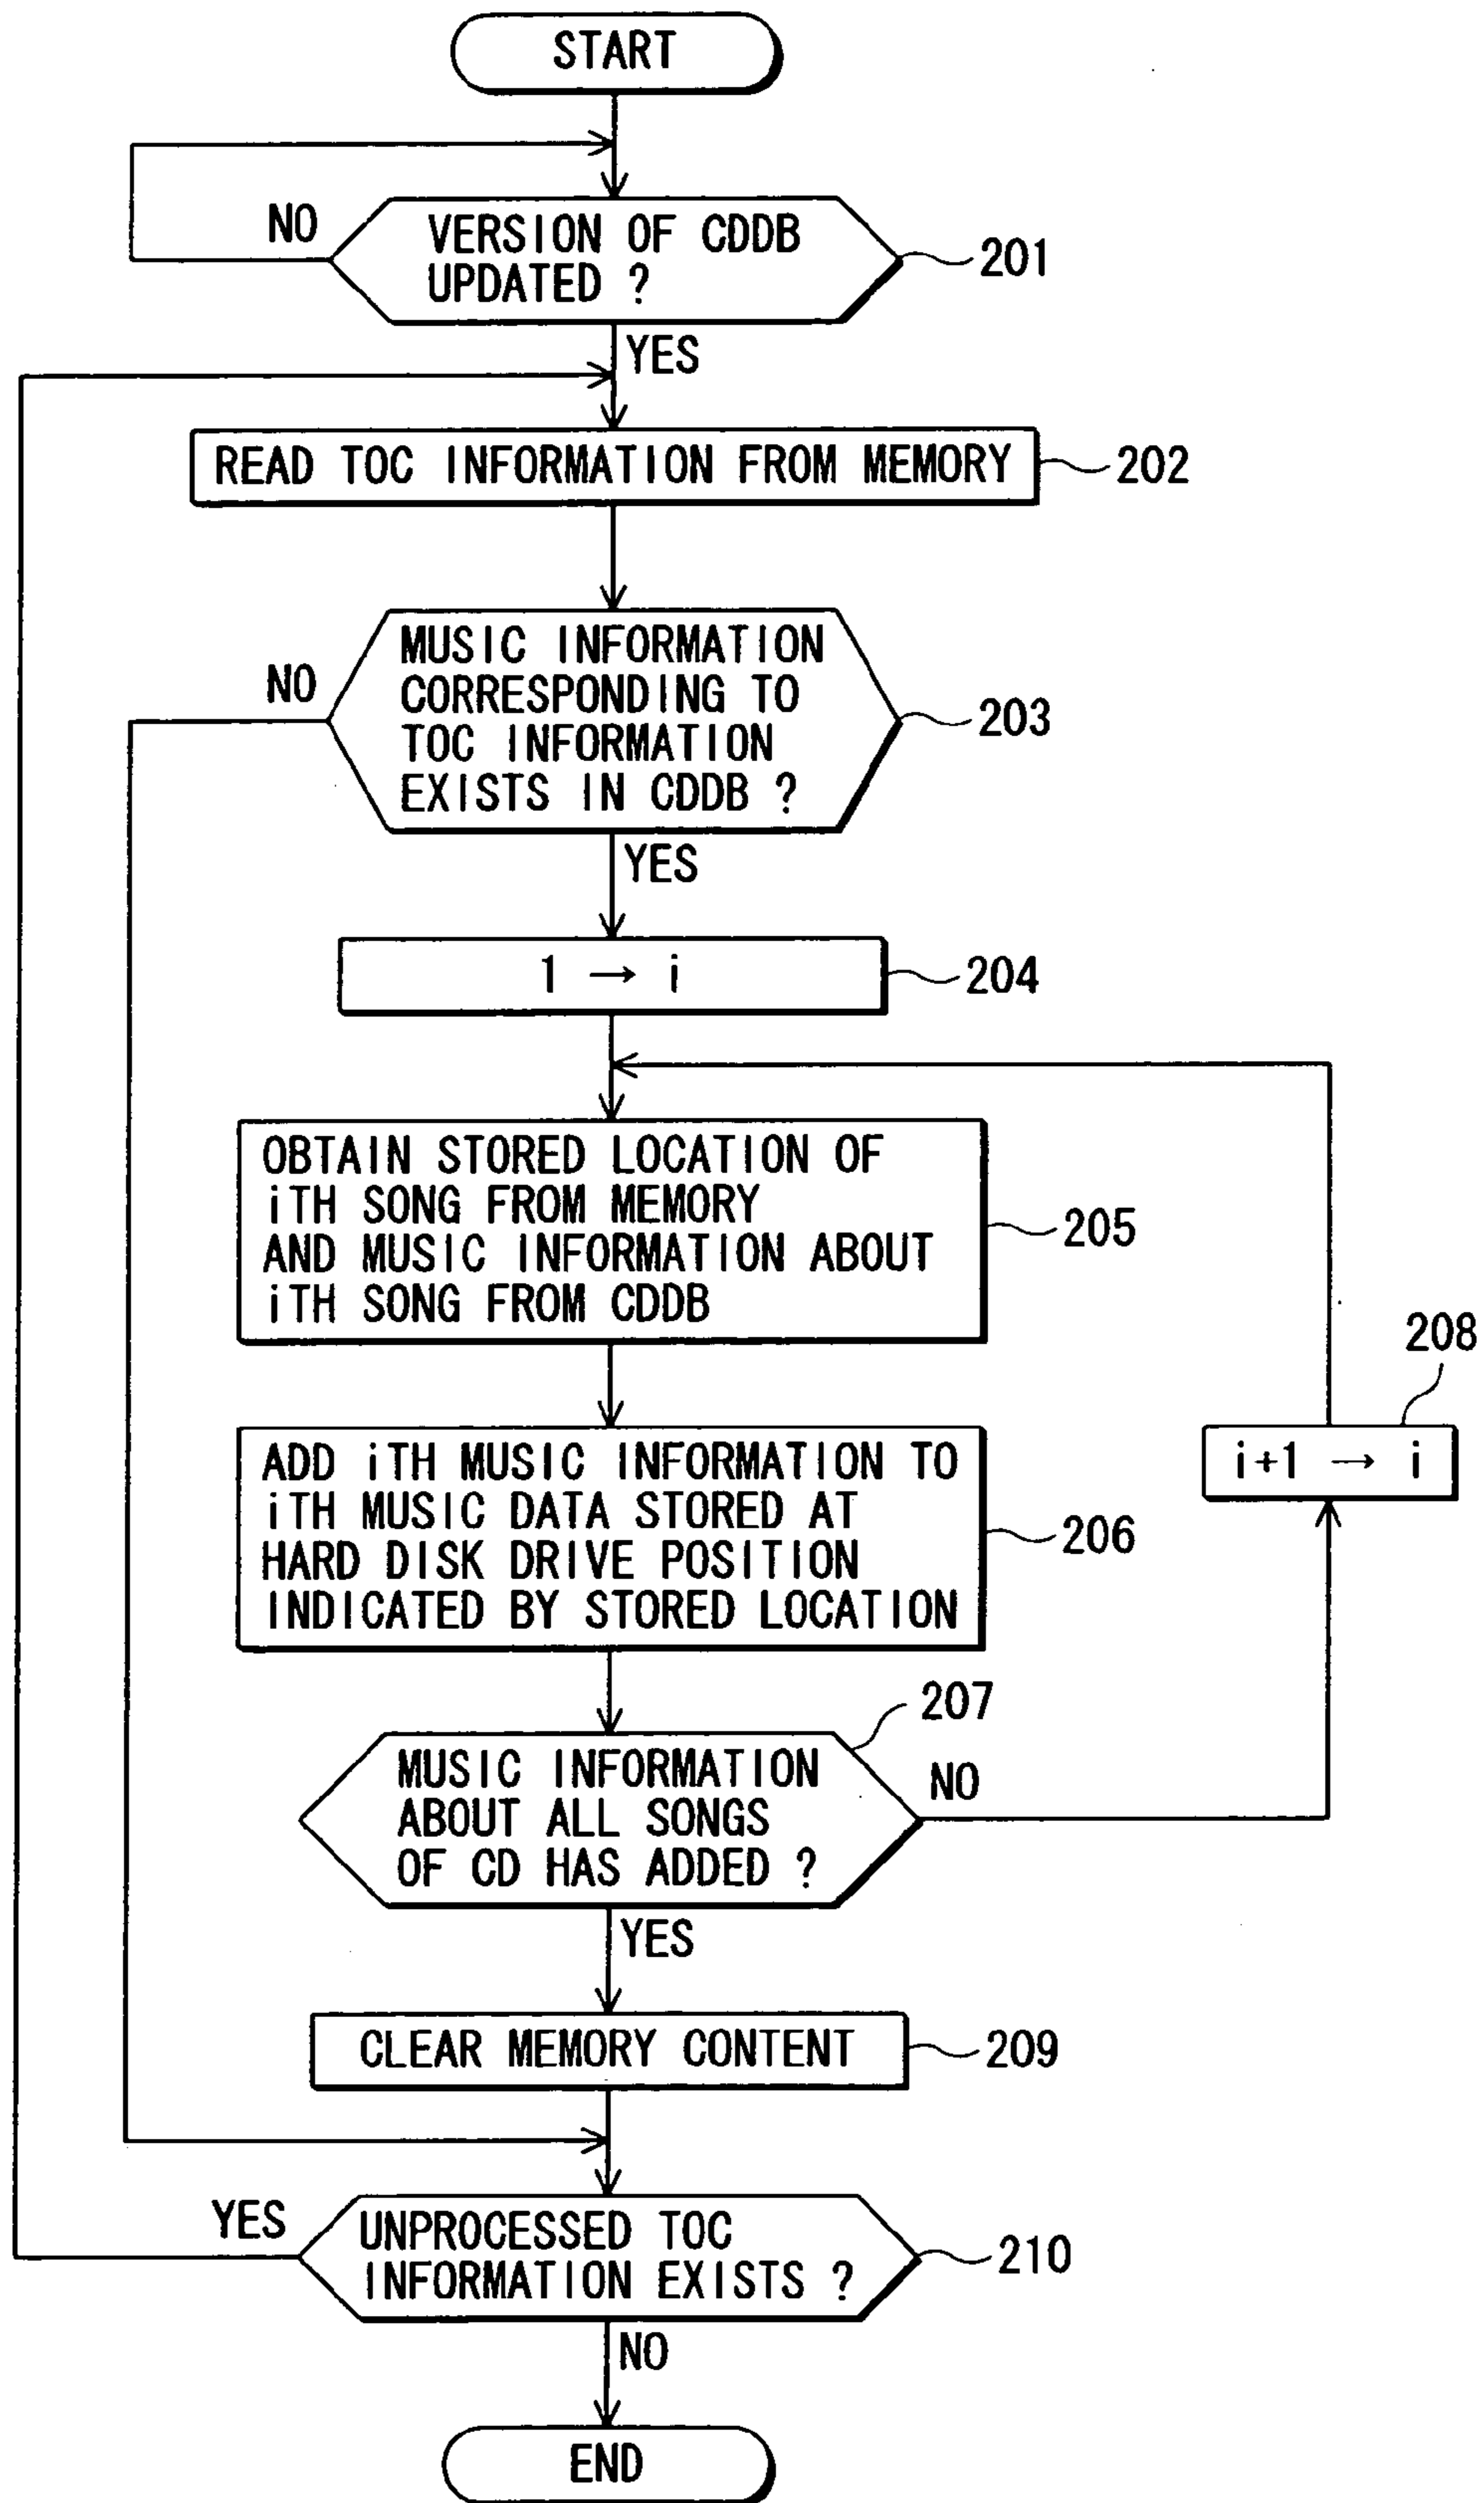 START
NO
VERSION OF CDDB
UPDATED ?
201
YES
READ TOC INFORMATION FROM MEMORY
202
NO
MUSIC INFORMATION
CORRESPONDING TO
TOC INFORMATION
EXISTS IN CDDB ?
203
YES
1 → i
204
OBTAIN STORED LOCATION OF
iTH SONG FROM MEMORY
AND MUSIC INFORMATION ABOUT
iTH SONG FROM CDDB
205
208
i+1 → i
ADD iTH MUSIC INFORMATION TO
iTH MUSIC DATA STORED AT
HARD DISK DRIVE POSITION
INDICATED BY STORED LOCATION
206
207
MUSIC INFORMATION
ABOUT ALL SONGS
OF CD HAS ADDED ?
NO
YES
CLEAR MEMORY CONTENT
209
YES
UNPROCESSED TOC
INFORMATION EXISTS ?
210
NO
END